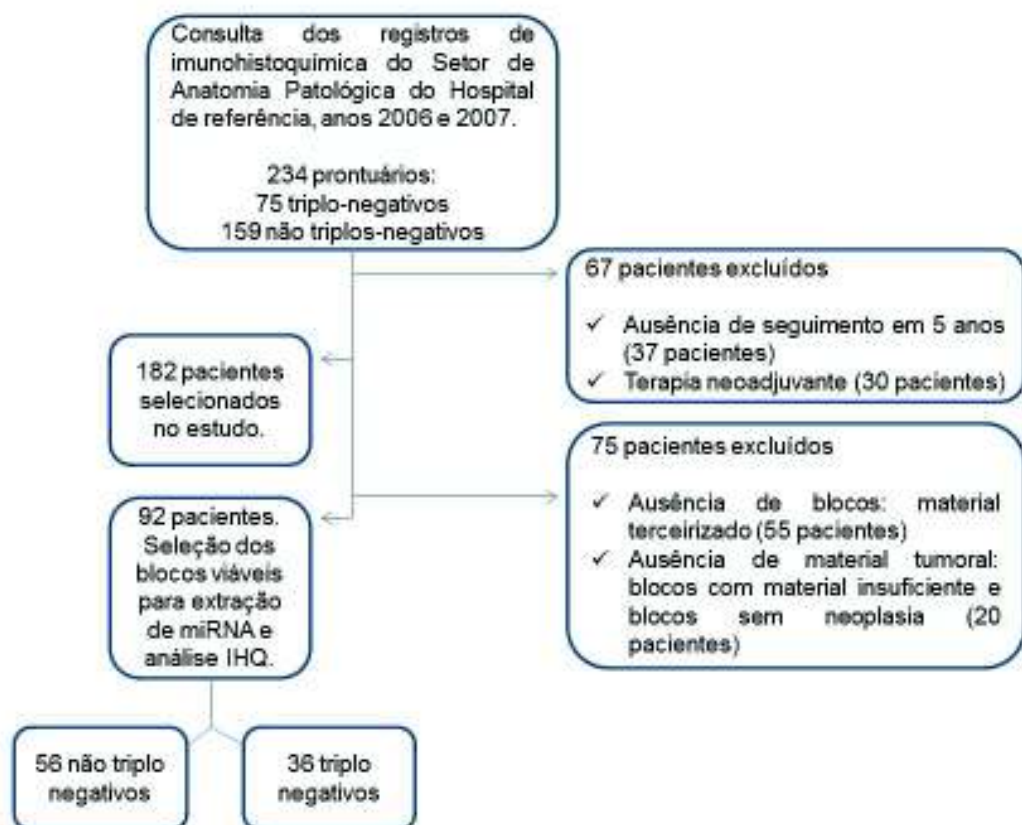 Consulta dos registros de
imunohistoquímica do Setor de
Anatomia Patológica do Hospital
de referência, anos 2006 e 2007.
234 prontuários:
75 triplo-negativos
159 não triplos-negativos
67 pacientes excluídos
✓ Ausência de seguimento em 5 anos
(37 pacientes)
✓ Terapia neoadjuvante (30 pacientes)
182 pacientes
selecionados
no estudo.
75 pacientes excluídos
✓ Ausência de blocos: material
terceirizado (55 pacientes)
✓ Ausência de material tumoral:
blocos com material insuficiente e
blocos sem neoplasia (20
pacientes)
92 pacientes.
Seleção dos
blocos viáveis
para extração
de miRNA e
análise IHQ.
56 não triplo
negativos
36 triplo
negativos